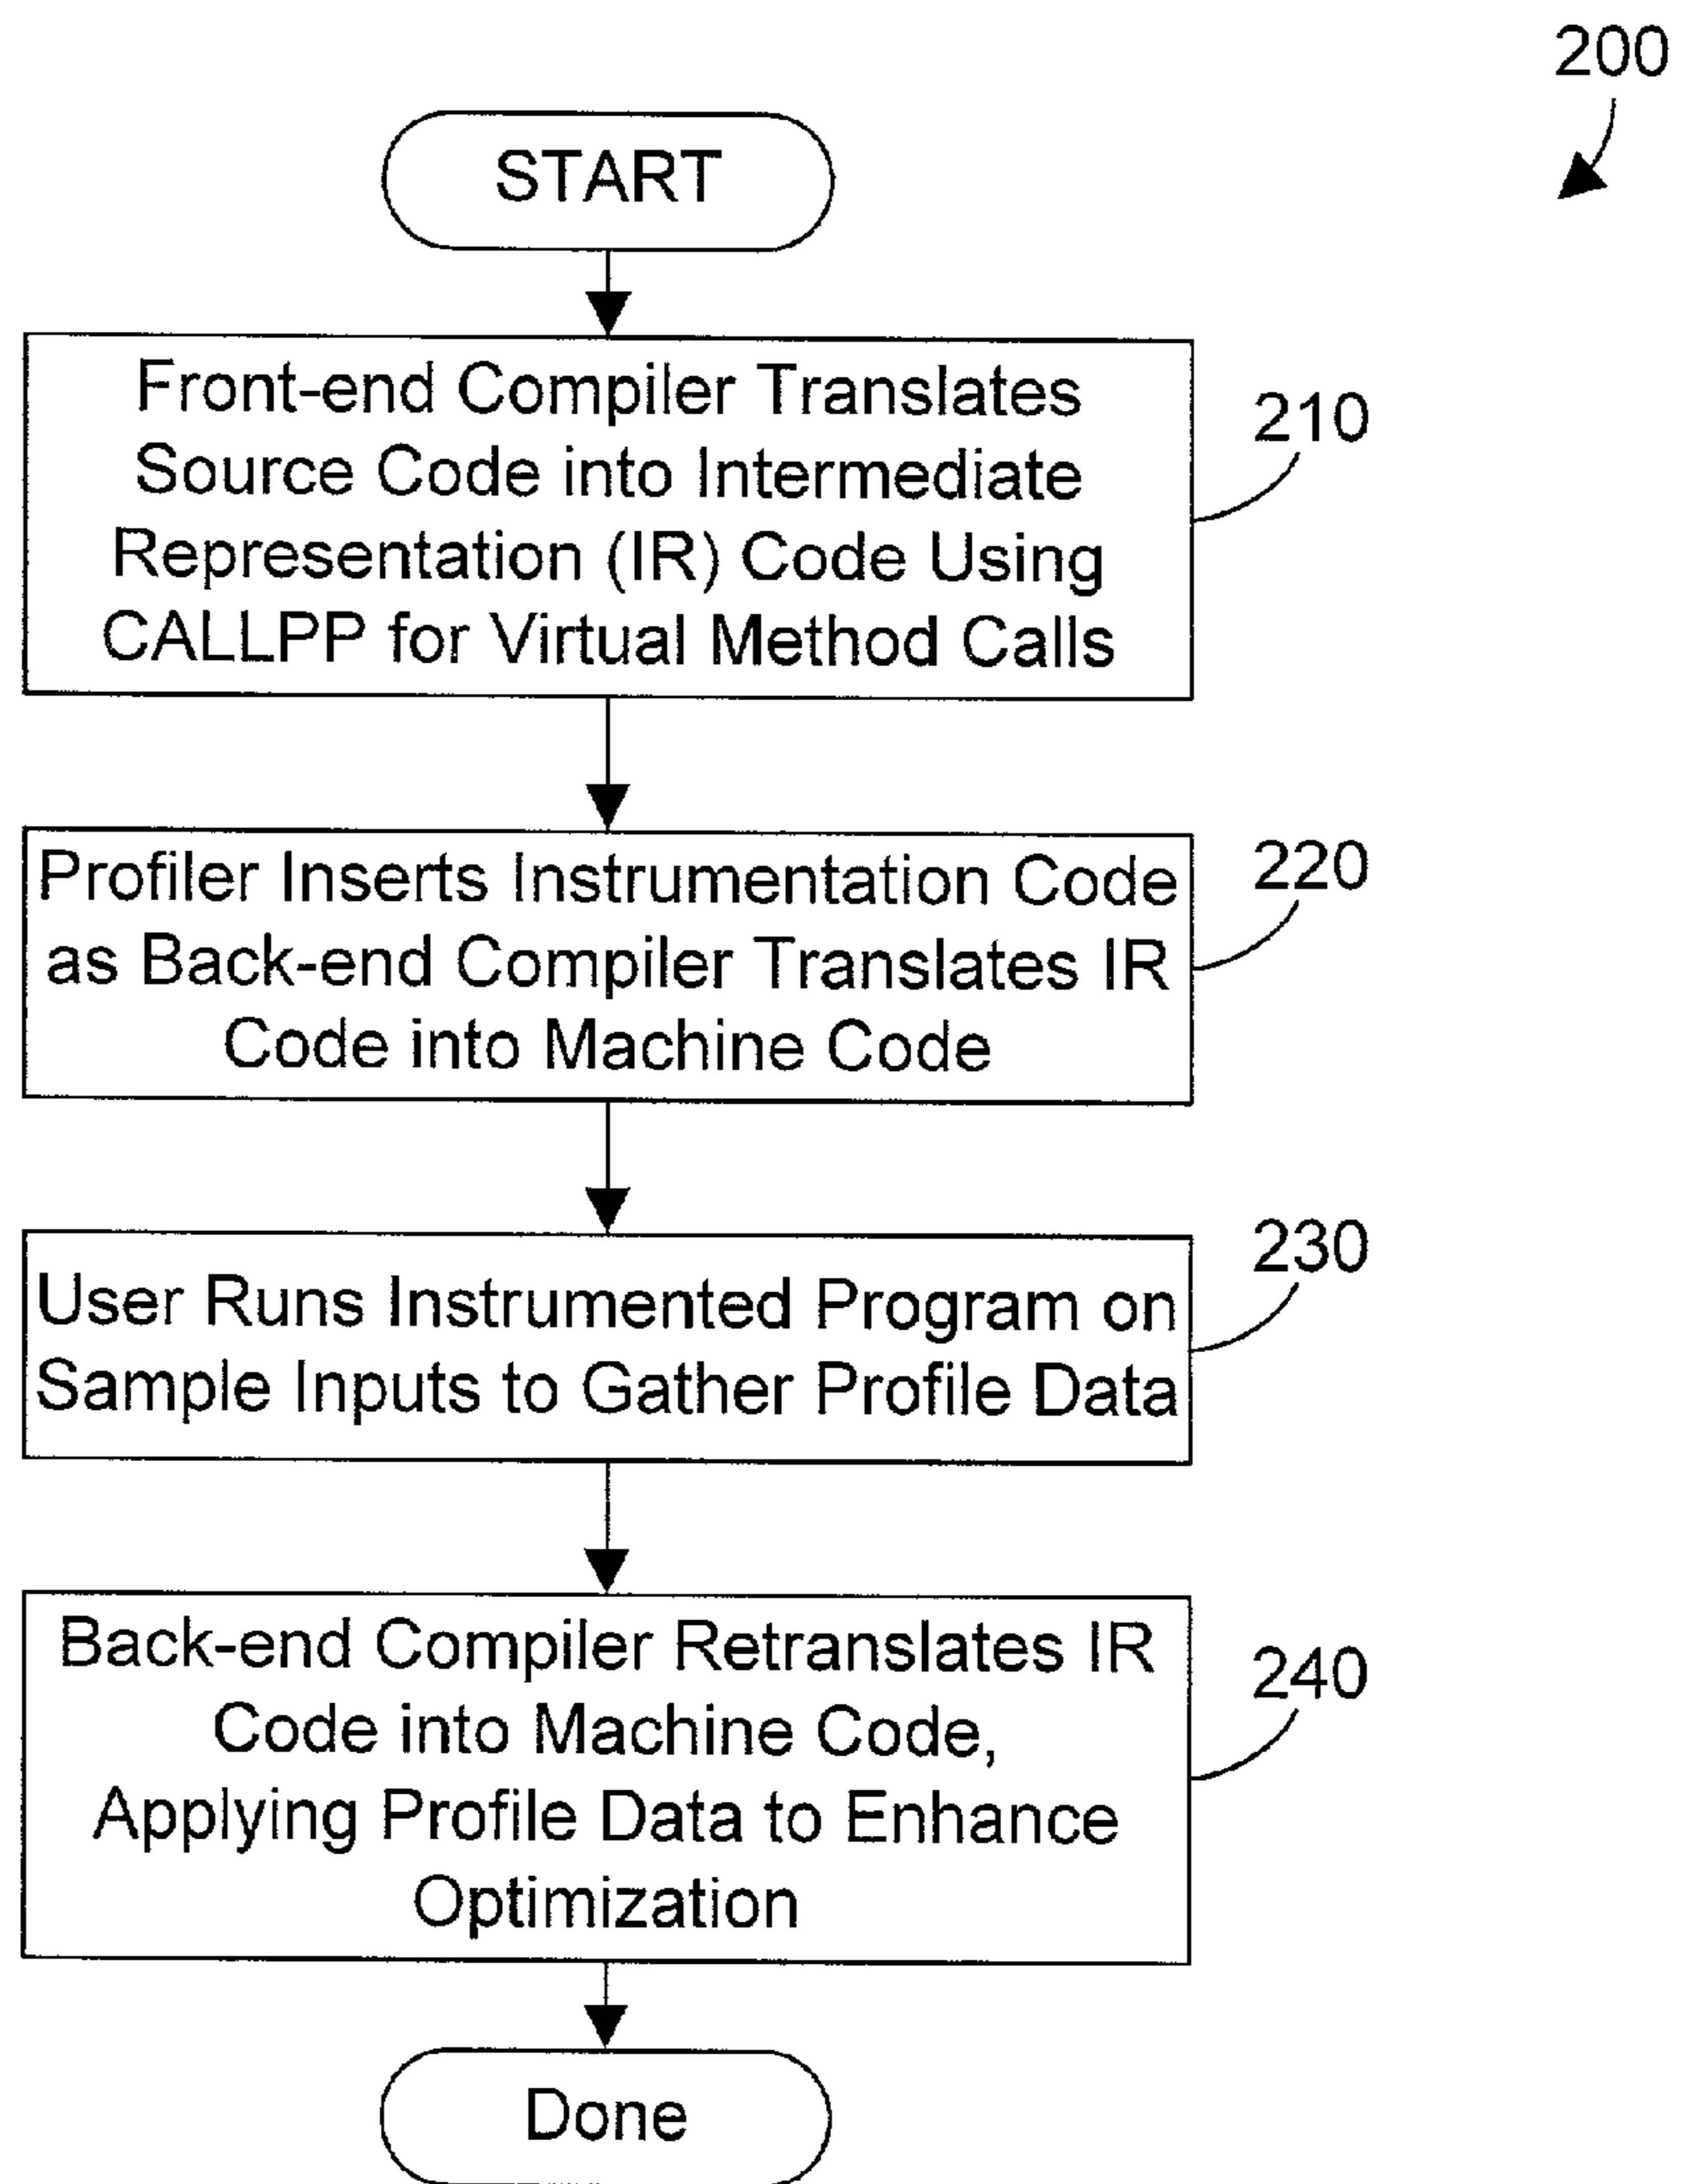 200
START
Front-end Compiler Translates
Source Code into Intermediate
Representation (IR) Code Using
CALLPP for Virtual Method Calls
210
Profiler Inserts Instrumentation Code
as Back-end Compiler Translates IR
Code into Machine Code
220
User Runs Instrumented Program on
Sample Inputs to Gather Profile Data
230
Back-end Compiler Retranslates IR
Code into Machine Code,
Applying Profile Data to Enhance
Optimization
240
Done